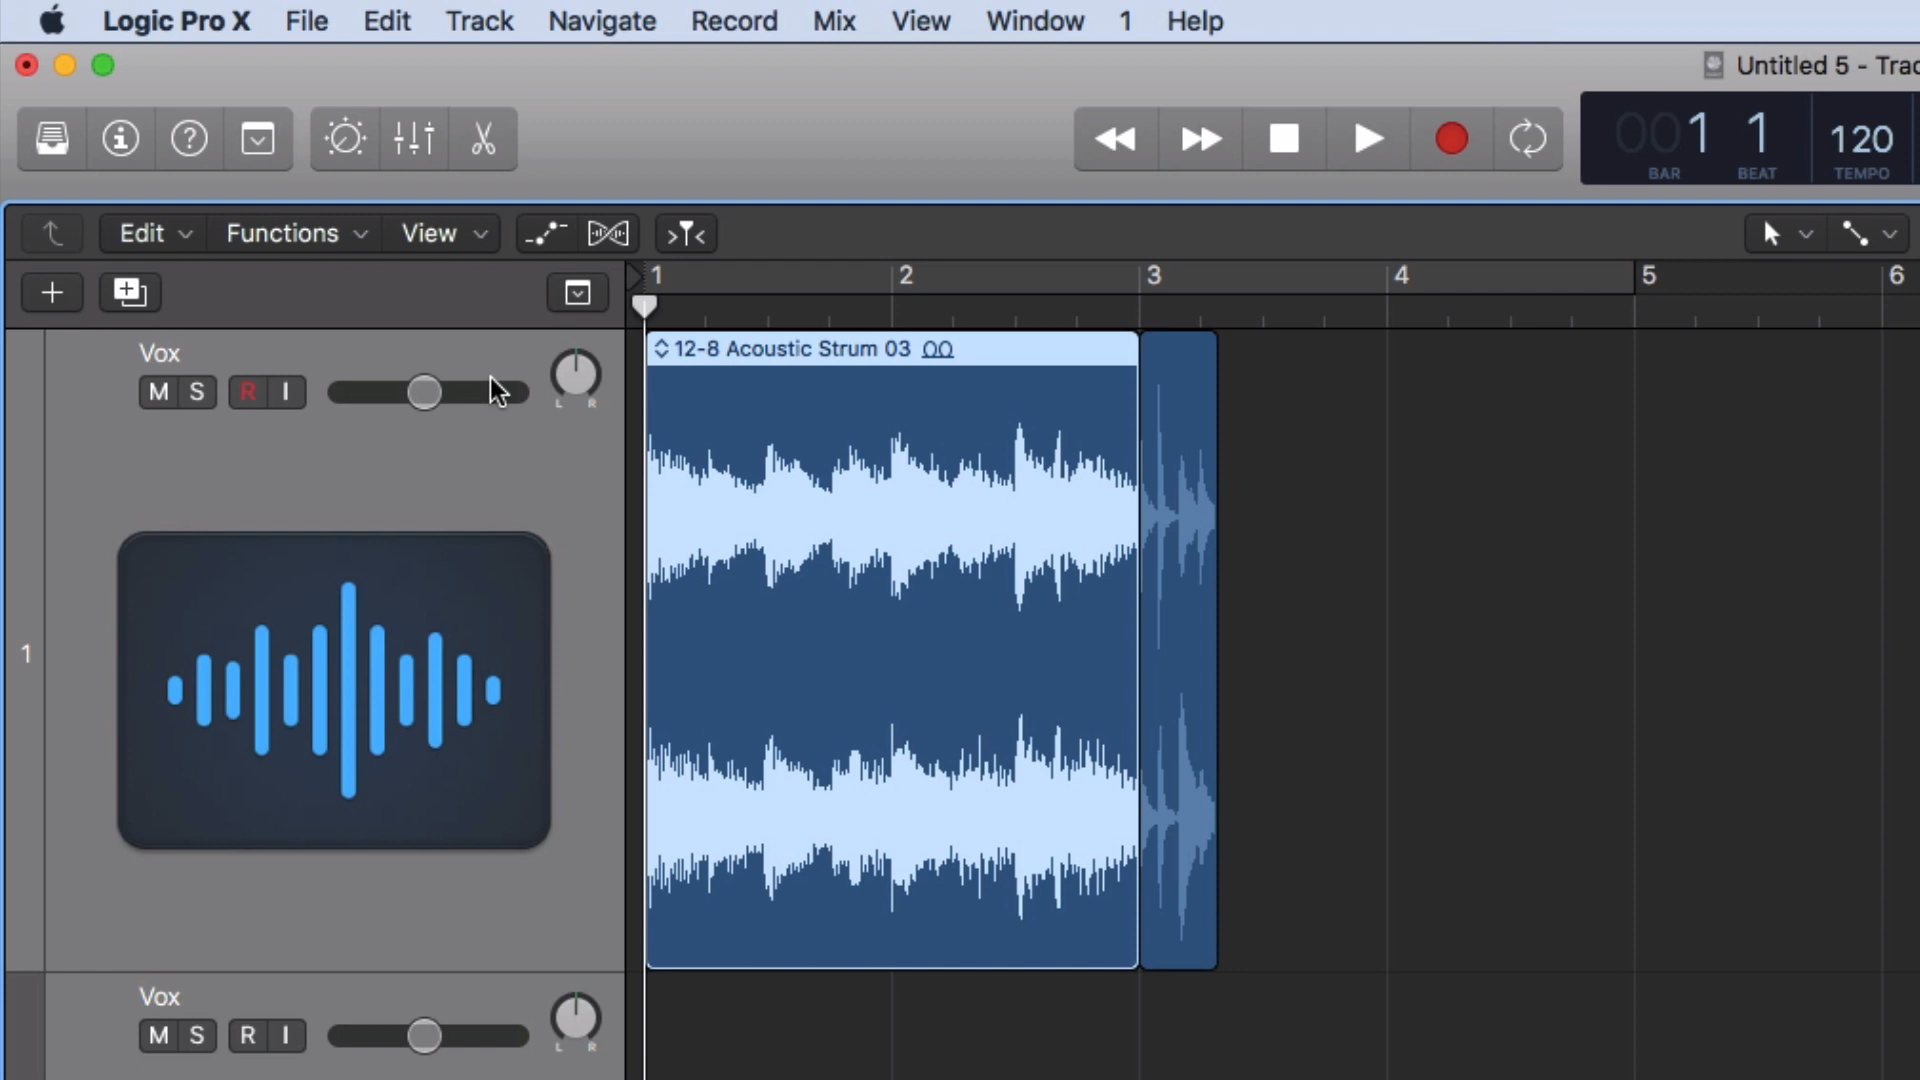 Logic Pro X File Edit Track Navigate Record Mix View Window 1 Help
Untitled 5 - Trac
001 1 120
BAR BEAT TEMPO
Edit Functions View
1 2 3 4 5 6
Vox
12-8 Acoustic Strum 03
M S R I
L R
1
Vox
M S R I
L R